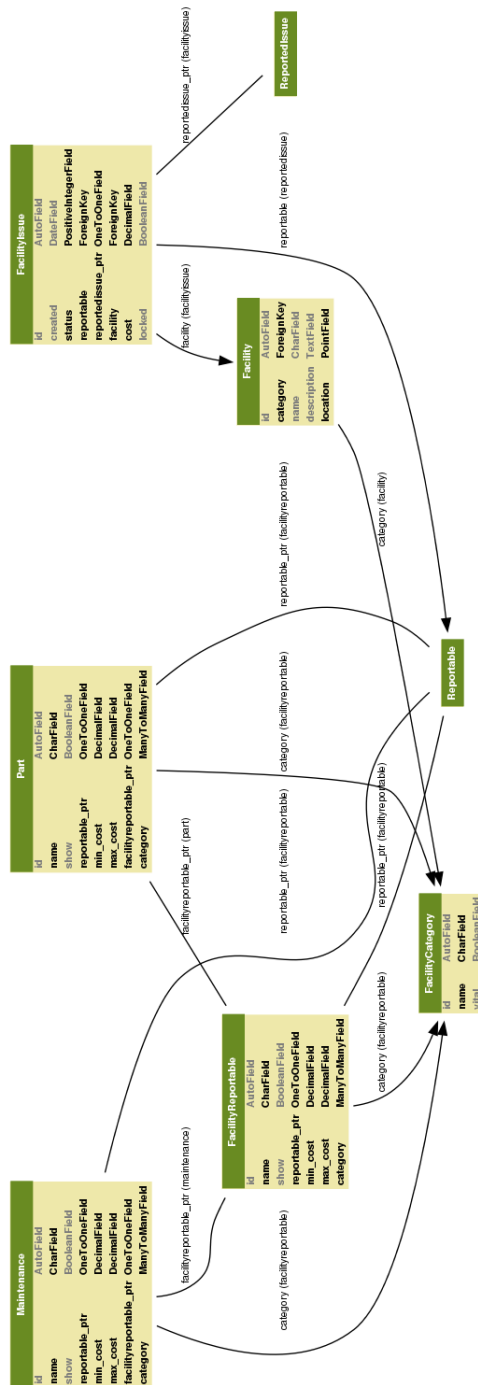 Maintenance
id AutoField
name CharField
show BooleanField
reportable_ptr OneToOneField
min_cost DecimalField
max_cost DecimalField
facilityreportable_ptr OneToOneField
category ManyToManyField
Part
id AutoField
name CharField
show BooleanField
reportable_ptr OneToOneField
min_cost DecimalField
max_cost DecimalField
facilityreportable_ptr OneToOneField
category ManyToManyField
FacilityIssue
id AutoField
created DateField
status PositiveIntegerField
reportable ForeignKey
reportedissue_ptr OneToOneField
facility ForeignKey
cost DecimalField
locked BooleanField
facilityreportable_ptr (maintenance)
facilityreportable_ptr (part)
facility (facilityissue)
reportedissue_ptr (facilityissue)
FacilityReportable
id AutoField
name CharField
show BooleanField
reportable_ptr OneToOneField
min_cost DecimalField
max_cost DecimalField
category ManyToManyField
Facility
id AutoField
category ForeignKey
name CharField
description TextField
location PointField
ReportedIssue
category (facilityreportable)
reportable_ptr (facilityreportable)
category (facilityreportable)
reportable_ptr (facilityreportable)
reportable (reportedissue)
category (facilityreportable)
reportable_ptr (facilityreportable)
category (facility)
FacilityCategory
id AutoField
name CharField
vital BooleanField
Reportable